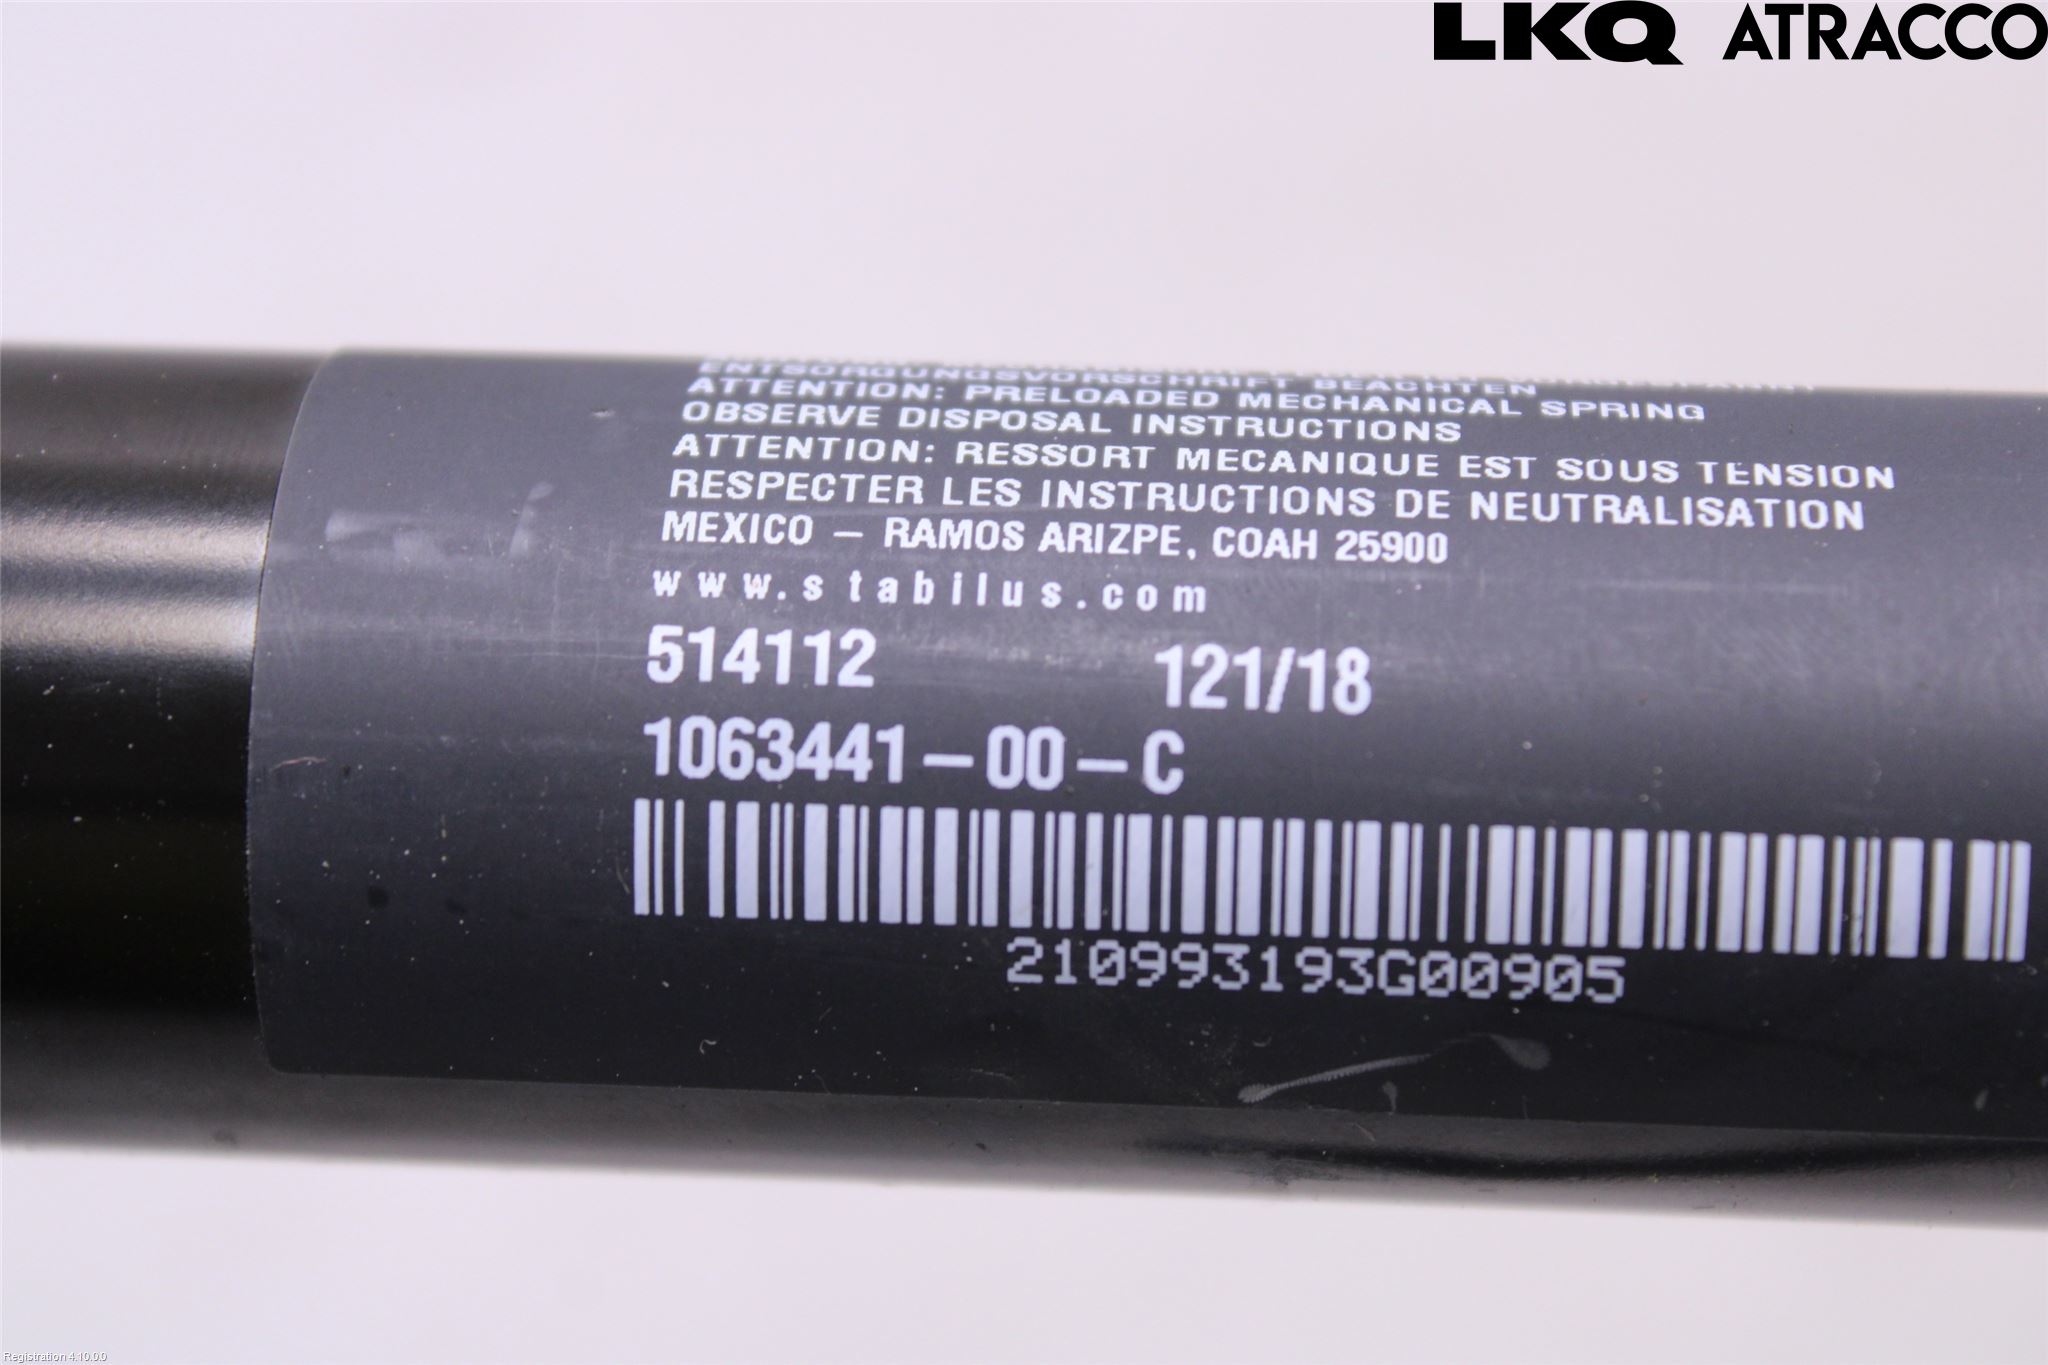 LKQ ATRACCO
ENTSORGUNGSVORSCHRIFT BEACHTEN
ATTENTION: PRELOADED MECHANICAL SPRING
OBSERVE DISPOSAL INSTRUCTIONS
ATTENTION: RESSORT MECANIQUE EST SOUS TENSION
RESPECTER LES INSTRUCTIONS DE NEUTRALISATION
MEXICO – RAMOS ARIZPE, COAH 25900
www.stabilus.com
514112 121/18
1063441-00-C
210993193G00905
Registration 4.10.0.0